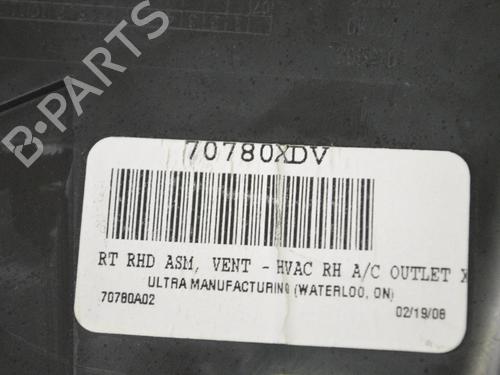 70780XDV
RT RHD ASM, VENT - HVAC RH A/C OUTLET X
ULTRA MANUFACTURING (WATERLOO, ON)
70780A02
02/19/08
B-PARTS